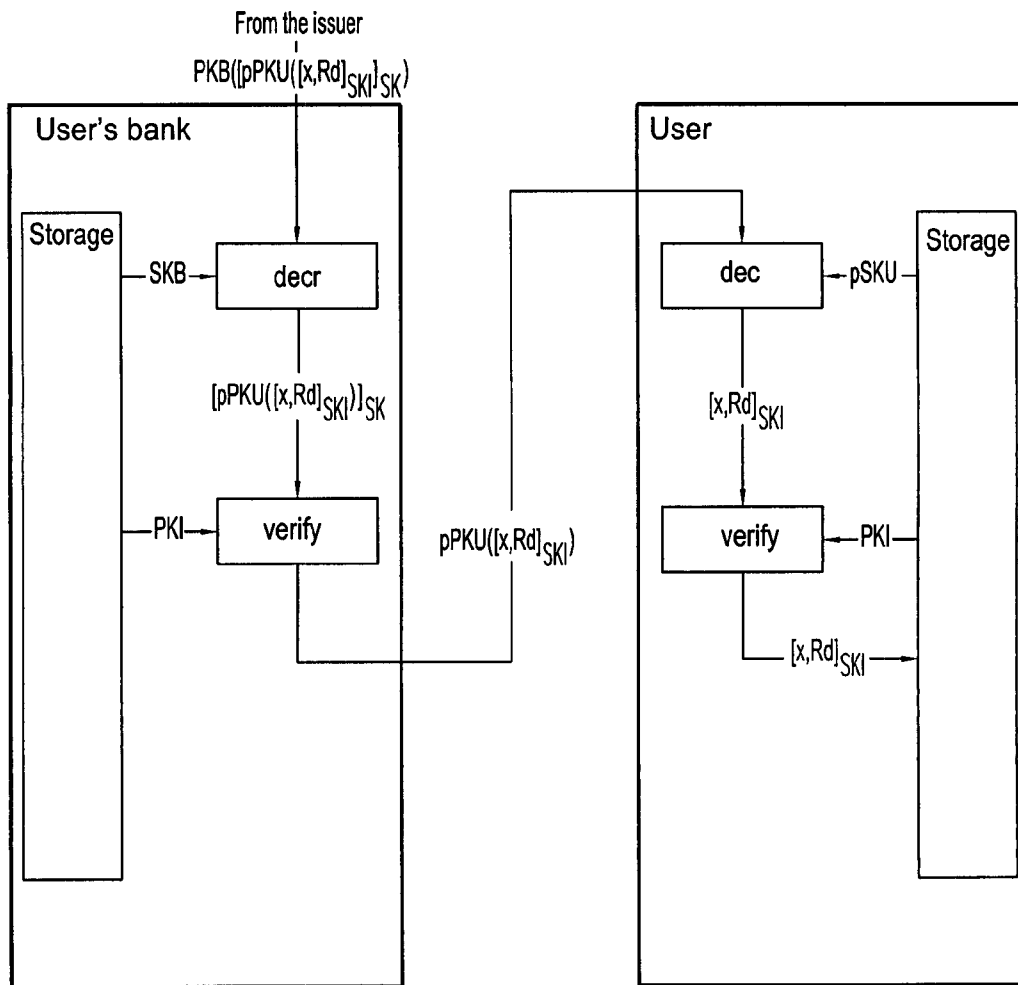 From the issuer
PKB([pPKU([x,Rd]SKI]SK)
User's bank
Storage
SKB
decr
[pPKU([x,Rd]SKI)]SK
PKI
verify
pPKU([x,Rd]SKI)
User
Storage
dec
pSKU
[x,Rd]SKI
verify
PKI
[x,Rd]SKI